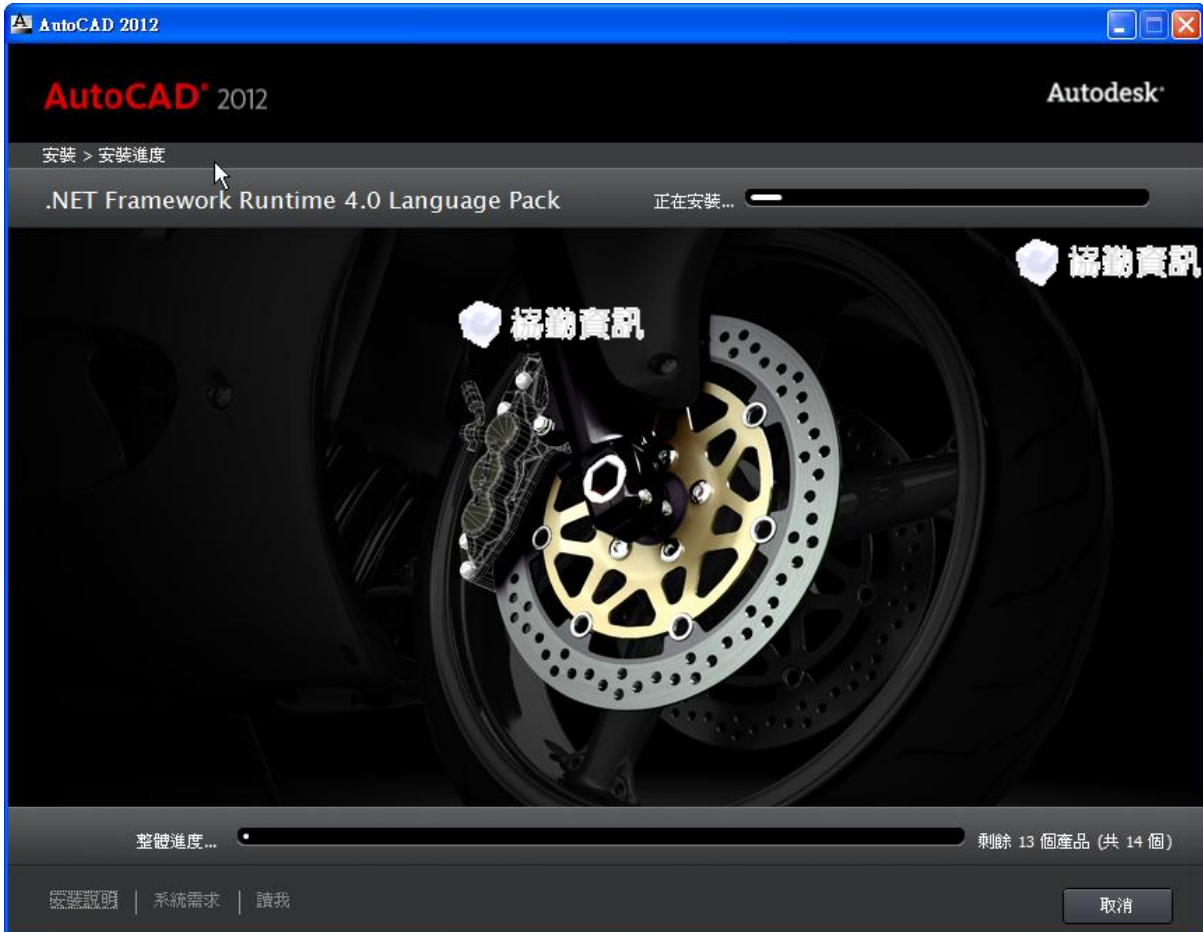 AutoCAD 2012
AutoCAD® 2012
Autodesk®
安裝 > 安裝進度
.NET Framework Runtime 4.0 Language Pack
正在安裝...
協勤資訊
協勤資訊
整體進度...
剩餘 13 個產品 (共 14 個)
安裝說明 | 系統需求 | 讀我
取消